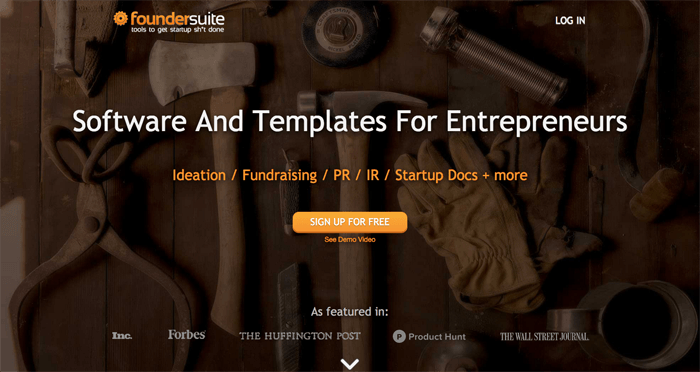 foundersuite
tools to get startup sh*t done
LOG IN
Software And Templates For Entrepreneurs
Ideation / Fundraising / PR / IR / Startup Docs + more
SIGN UP FOR FREE
See Demo Video
As featured in:
Inc.
Forbes
THE HUFFINGTON POST
P Product Hunt
THE WALL STREET JOURNAL.